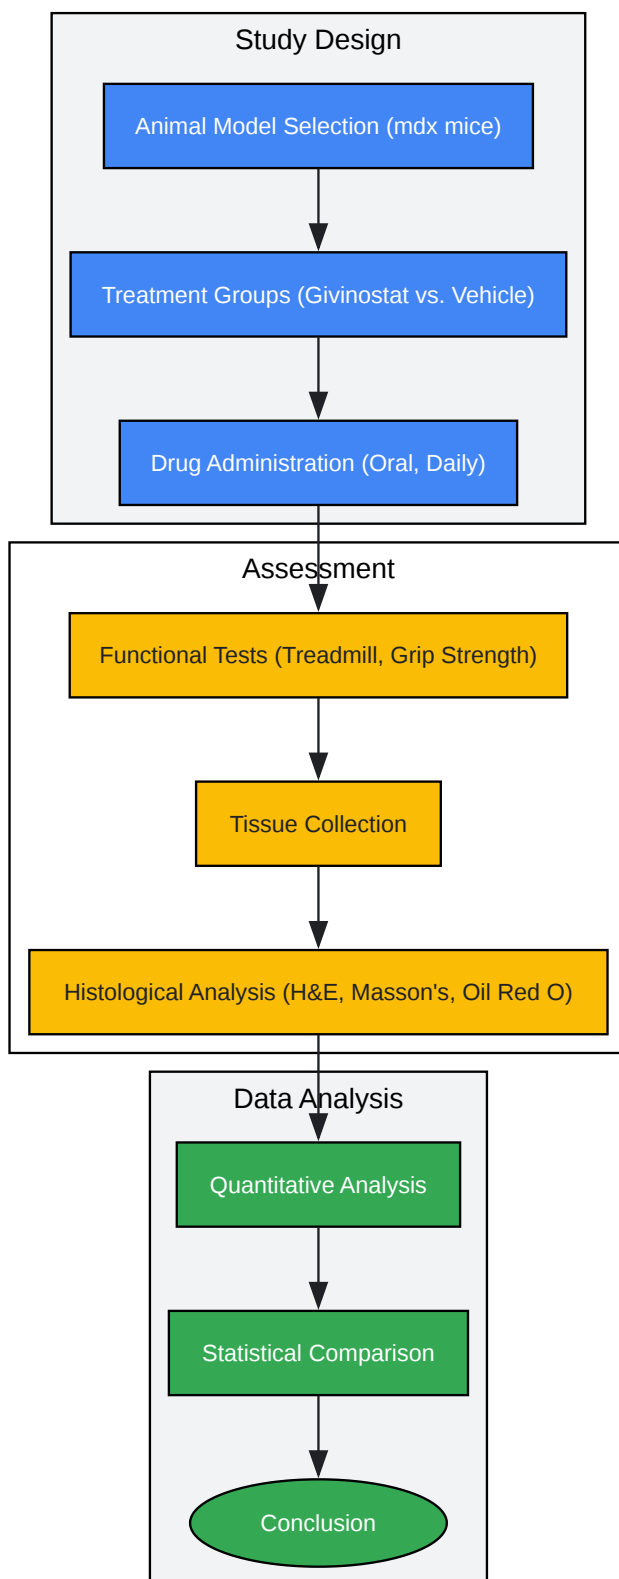 Study Design
Animal Model Selection (mdx mice)
Treatment Groups (Givinostat vs. Vehicle)
Drug Administration (Oral, Daily)
Assessment
Functional Tests (Treadmill, Grip Strength)
Tissue Collection
Histological Analysis (H&E, Masson's, Oil Red O)
Data Analysis
Quantitative Analysis
Statistical Comparison
Conclusion